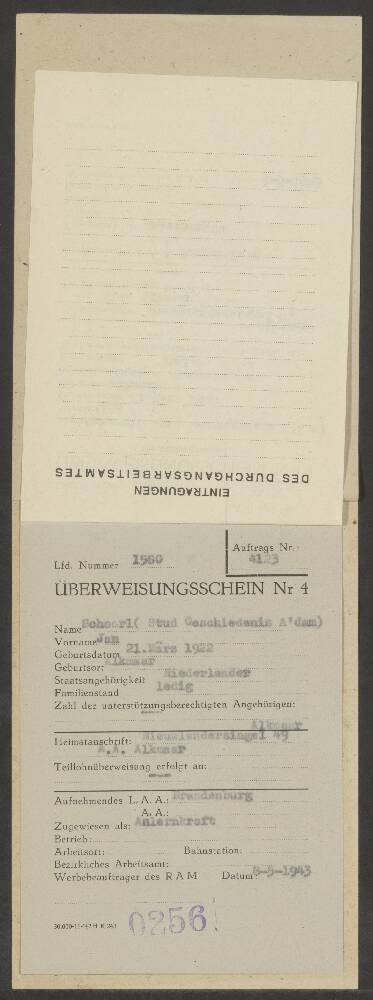 EINTRAGUNGEN
DES DURCHGANGSARBEITSAMTES
Auftrags Nr.:
4123
Lfd. Nummer 1560
ÜBERWEISUNGSSCHEIN Nr 4
Name Schoorl( Stud Geschiedenis A'dam)
Vorname Jan
Geburtsdatum 21.März 1922
Geburtsort Alkmaar
Staatsangehörigkeit Niederlander
Familienstand ledig
Zahl der unterstützungsberechtigten Angehörigen:
Alkmaar
Heimatanschrift: Nieuwlandersingel 49
A.A. Alkmaar
Teillohnüberweisung erfolgt an:
Aufnehmendes L. A. A.: Brandenburg
A. A.:
Zugewiesen als: Anlernkraft
Betrieb:
Arbeitsort: Bahnstation:
Bezirkliches Arbeitsamt:
Werbebeauftrager des R A M Datum 8-5-1943
0256